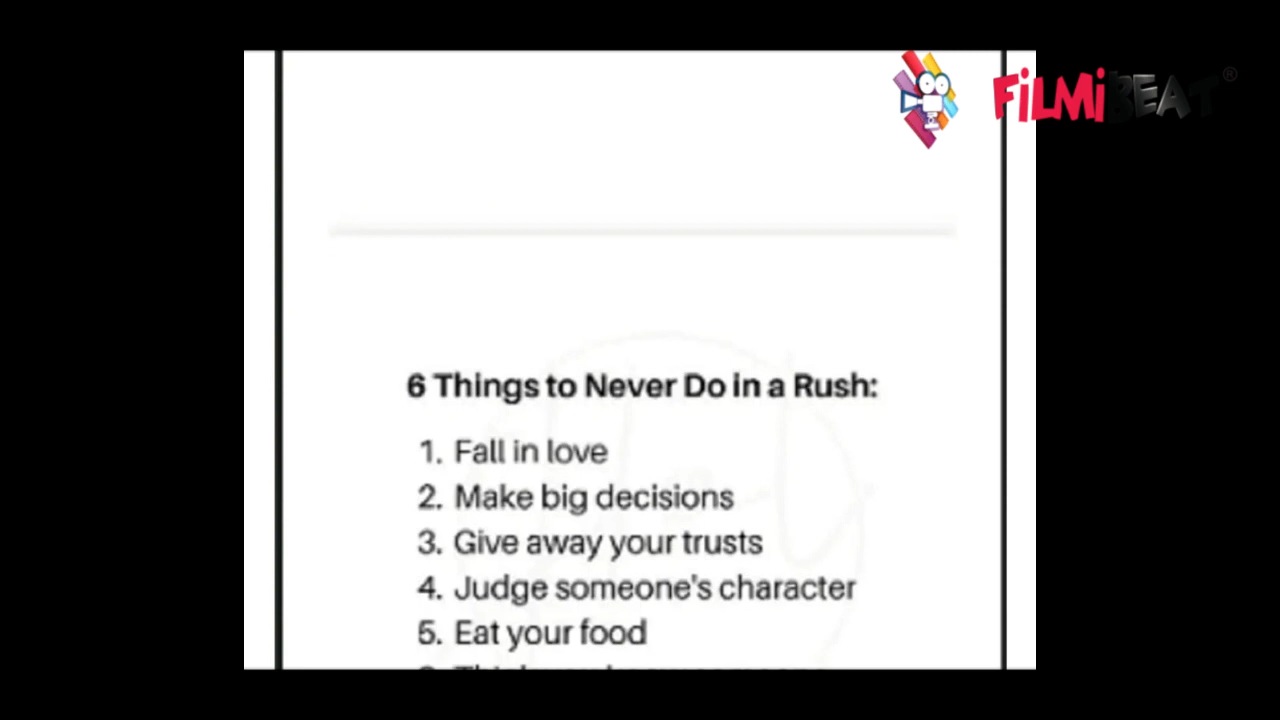 FiLMiBEAT®
6 Things to Never Do in a Rush:
1. Fall in love
2. Make big decisions
3. Give away your trusts
4. Judge someone's character
5. Eat your food